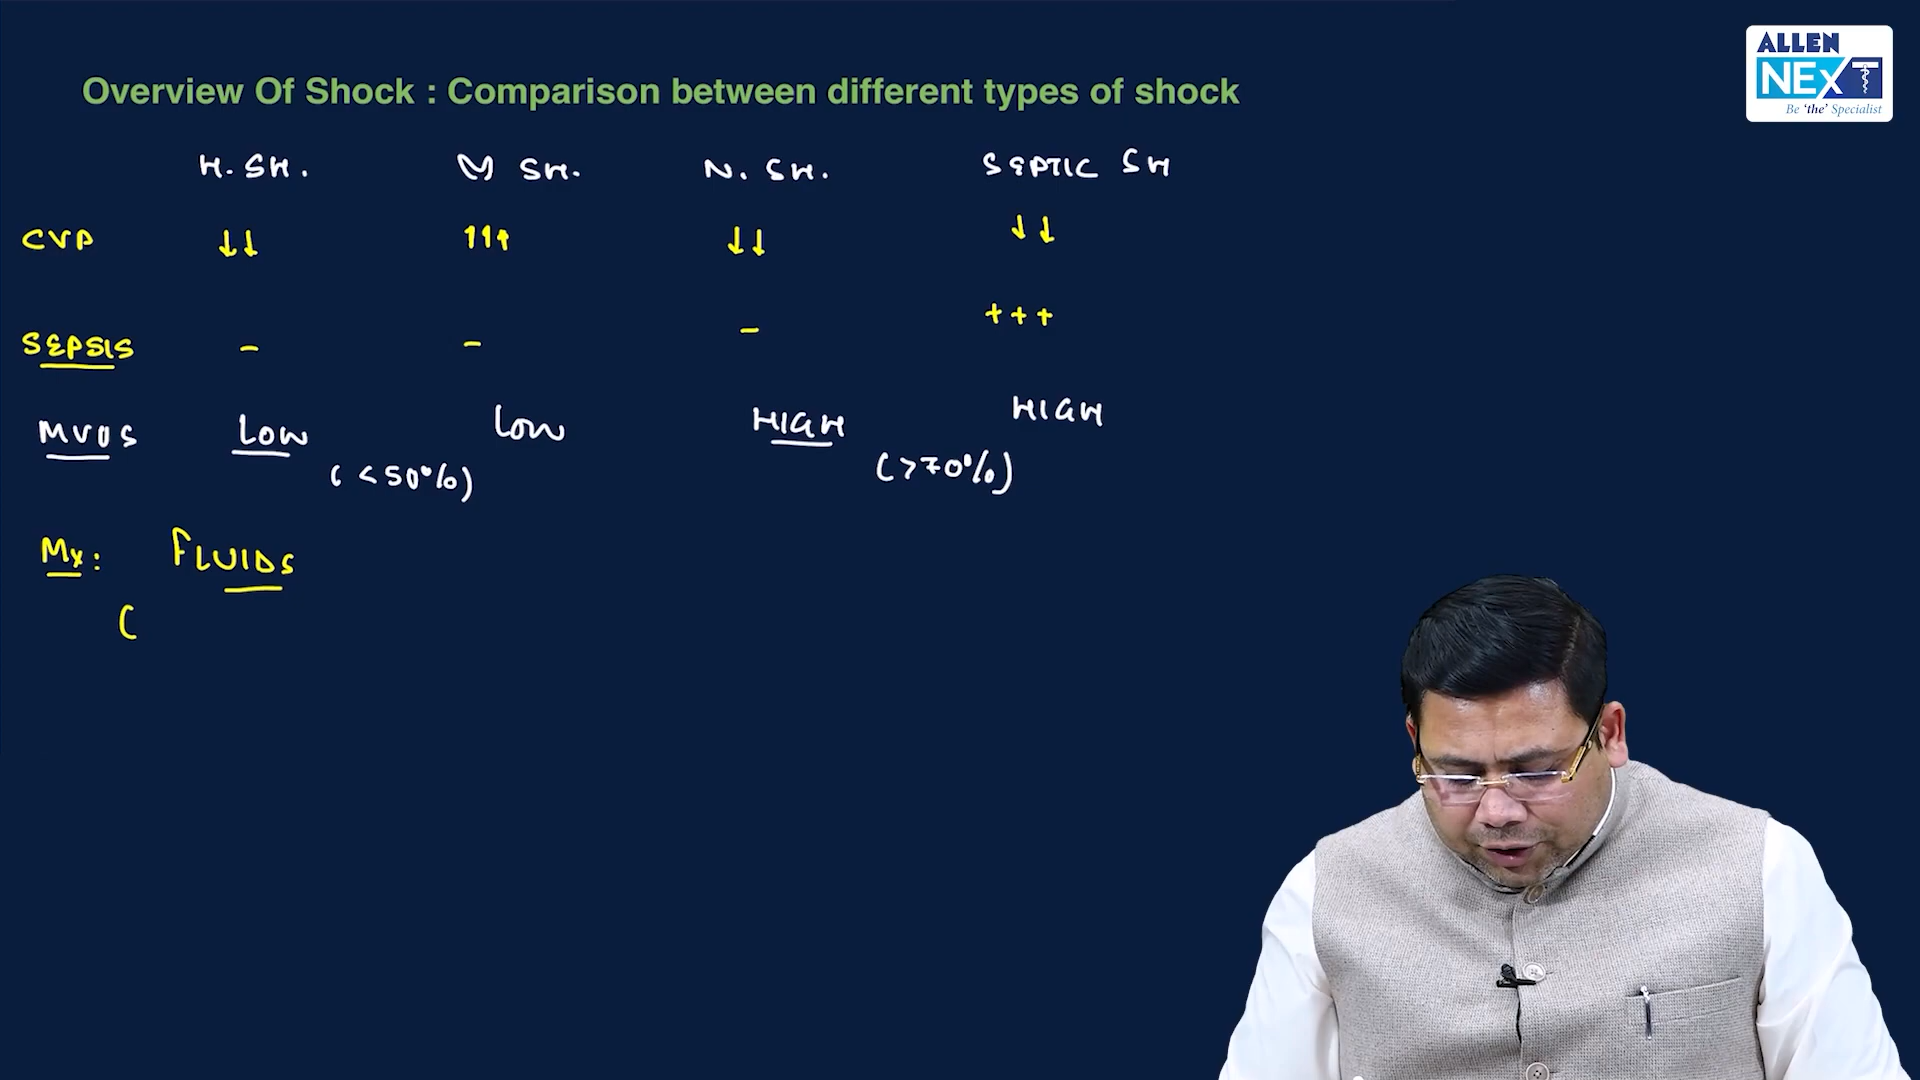 ALLEN
NEXT
Be 'the' Specialist
Overview Of Shock : Comparison between different types of shock
H. SH. SH. N. SH. SEPTIC SH
CVP ↓↓ ↑↑↑ ↓↓ ↓↓
SEPSIS - - - +++
MVOS LOW LOW HIGH HIGH
(<50%) (>70%)
Mx: FLUIDS
(